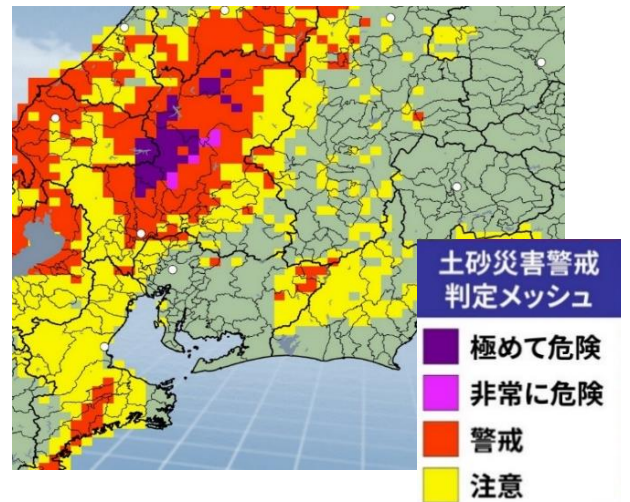 土砂災害警戒
判定メッシュ
極めて危険
非常に危険
警戒
注意